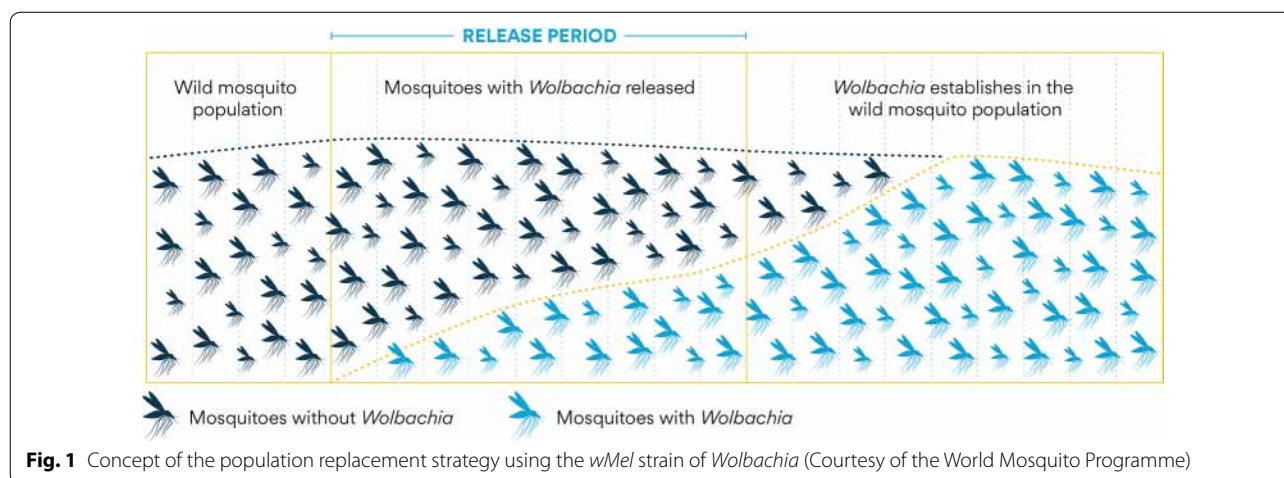 RELEASE PERIOD
Wild mosquito
population
Mosquitoes with Wolbachia released
Wolbachia establishes in the
wild mosquito population
Mosquitoes without Wolbachia
Mosquitoes with Wolbachia
Fig. 1 Concept of the population replacement strategy using the wMel strain of Wolbachia (Courtesy of the World Mosquito Programme)